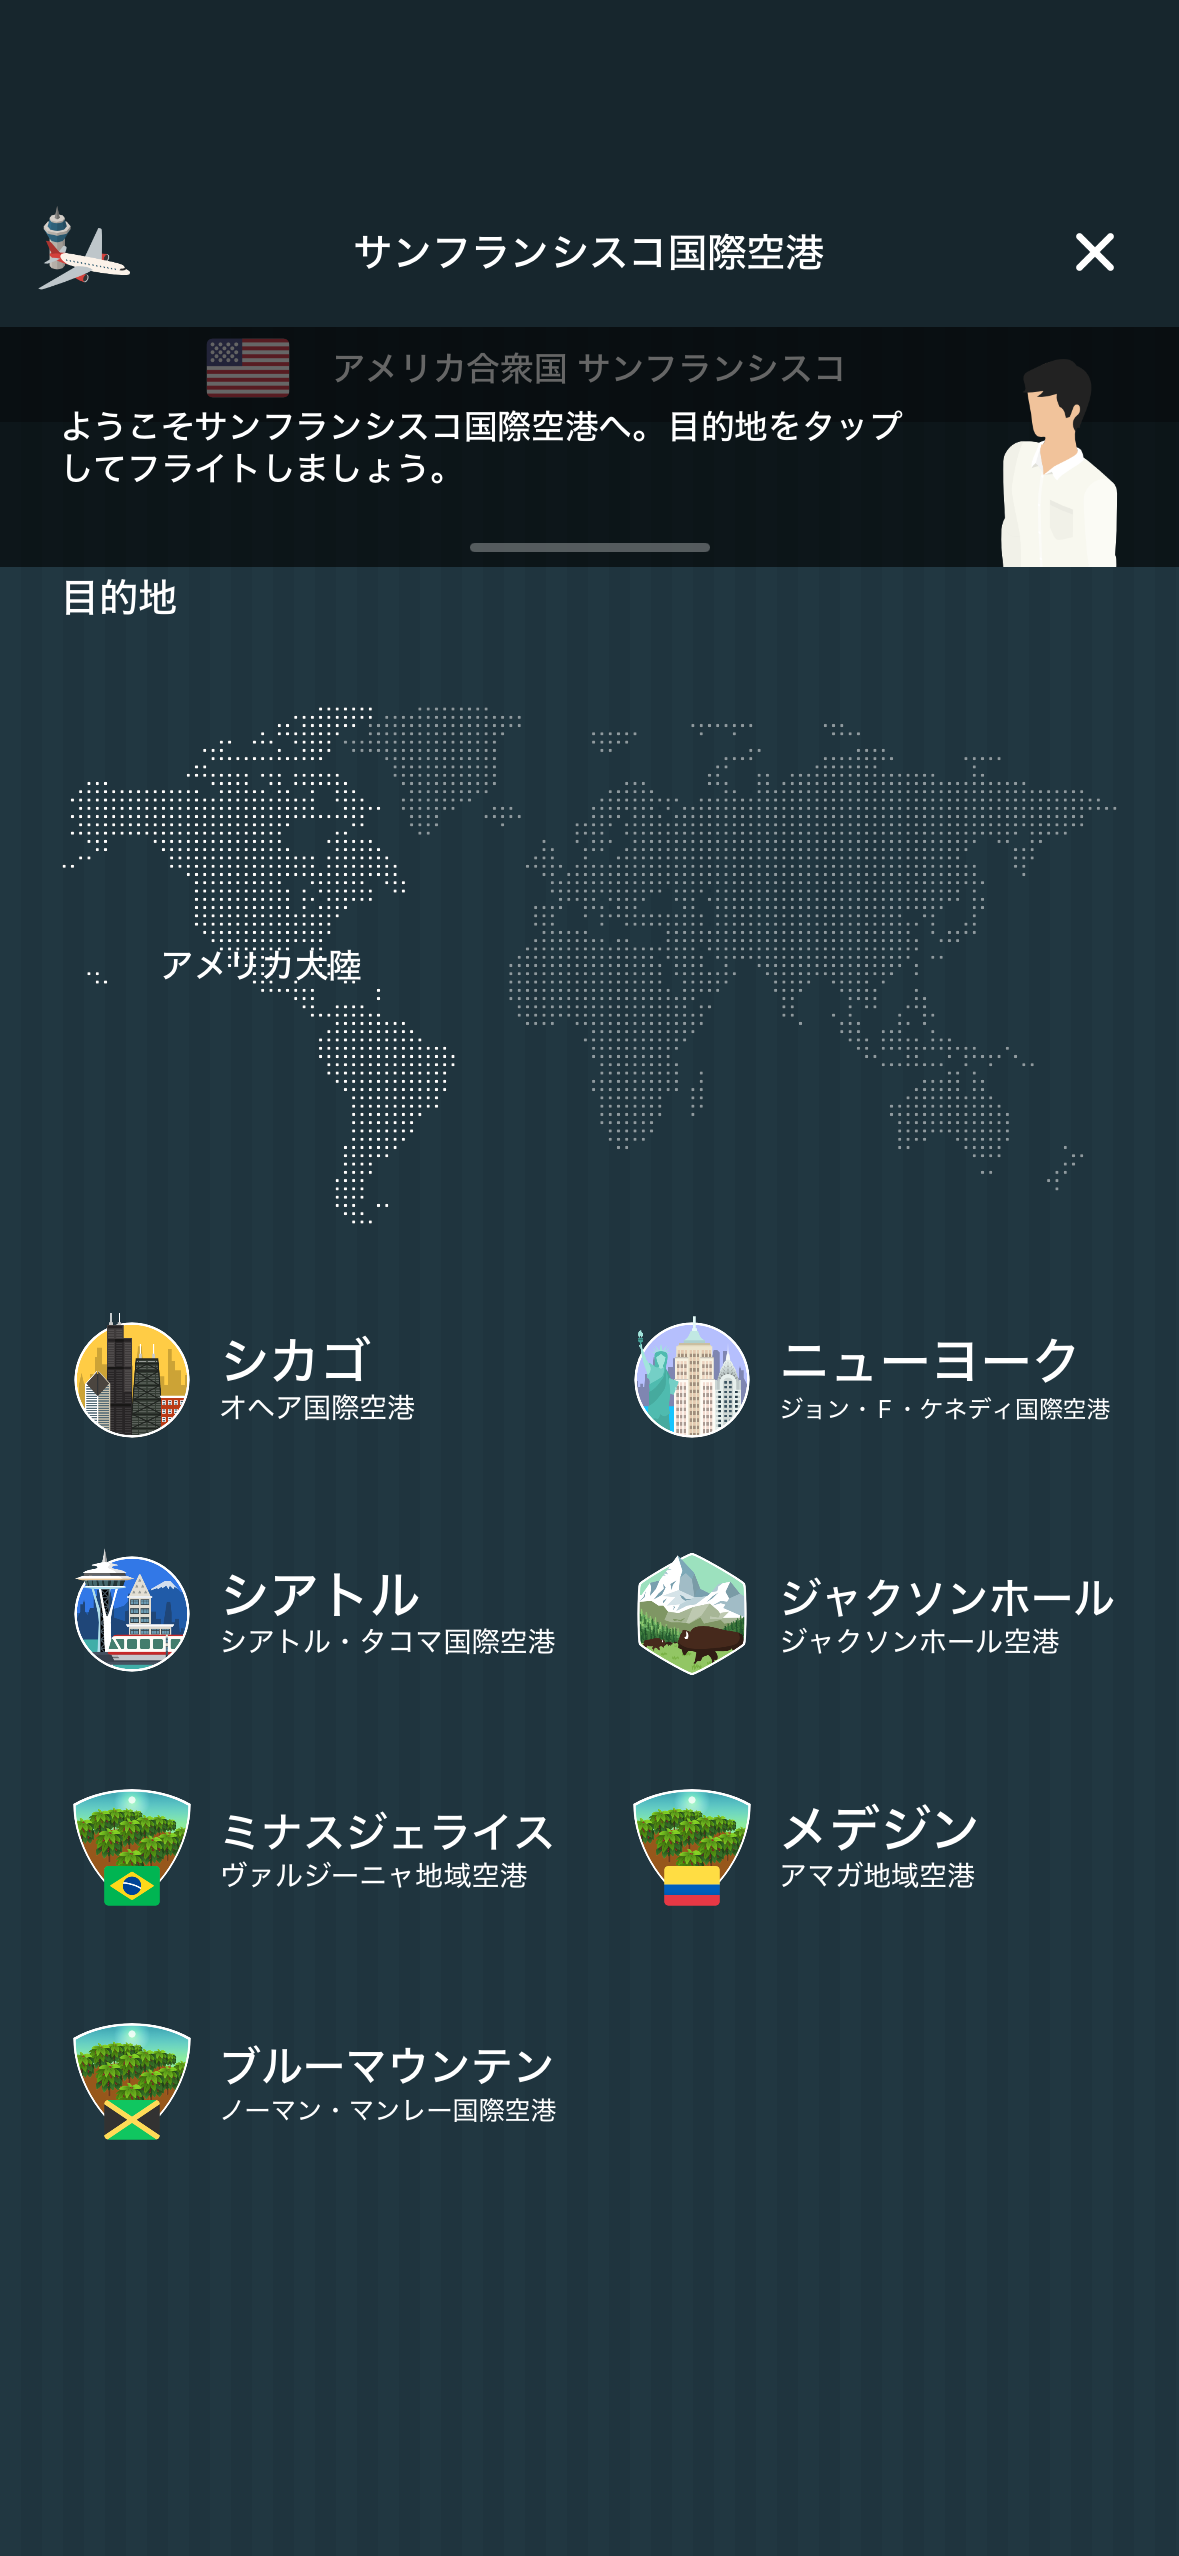 サンフランシスコ国際空港
アメリカ合衆国 サンフランシスコ
ようこそサンフランシスコ国際空港へ。目的地をタップ
してフライトしましょう。
目的地
アメリカ大陸
シカゴ
オヘア国際空港
ニューヨーク
ジョン・F・ケネディ国際空港
シアトル
シアトル・タコマ国際空港
ジャクソンホール
ジャクソンホール空港
ミナスジェライス
ヴァルジーニャ地域空港
メデジン
アマガ地域空港
ブルーマウンテン
ノーマン・マンレー国際空港